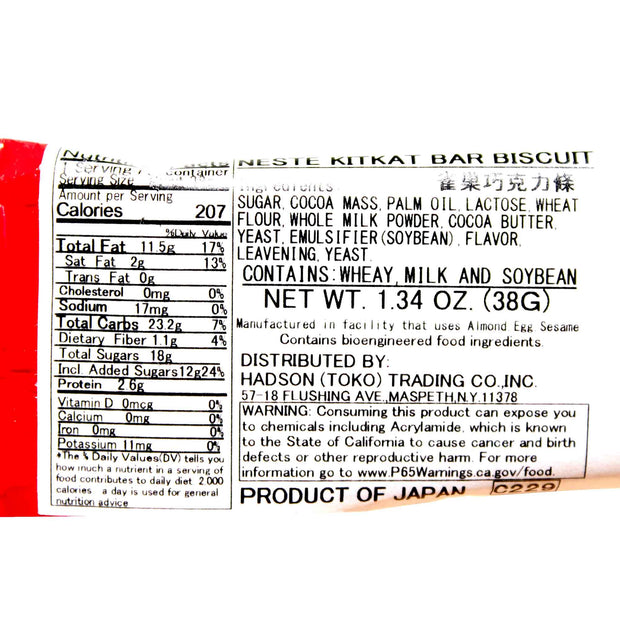 1 Serving / Container
Serving Size
Amount per Serving
Calories 207
%Daily Value
Total Fat 11.5g 17%
Sat Fat 2g 13%
Trans Fat 0g
Cholesterol 0mg 0%
Sodium 17mg 0%
Total Carbs 23.2g 7%
Dietary Fiber 1.1g 4%
Total Sugars 18g
Incl. Added Sugars12g24%
Protein 2.6g
Vitamin D 0mcg 0%
Calcium 0mg 0%
Iron 0mg 0%
Potassium 11mg 0%
*The % Daily Values(DV) tells you
how much a nutrient in a serving of
food contributes to daily diet 2.000
calories a day is used for general
nutrition advice
NESTE KITKAT BAR BISCUIT
雀巢巧克力條
SUGAR, COCOA MASS, PALM OIL, LACTOSE, WHEAT
FLOUR, WHOLE MILK POWDER, COCOA BUTTER,
YEAST, EMULSIFIER (SOYBEAN), FLAVOR,
LEAVENING, YEAST.
CONTAINS: WHEAY, MILK AND SOYBEAN
NET WT. 1.34 OZ. (38G)
Manufactured in facility that uses Almond Egg Sesame
Contains bioengineered food ingredients.
DISTRIBUTED BY:
HADSON (TOKO) TRADING CO.,INC.
57-18 FLUSHING AVE.,MASPETH,N.Y.11378
WARNING: Consuming this product can expose you
to chemicals including Acrylamide, which is known
to the State of California to cause cancer and birth
defects or other reproductive harm. For more
information go to www.P65Warnings.ca.gov/food.
PRODUCT OF JAPAN C229